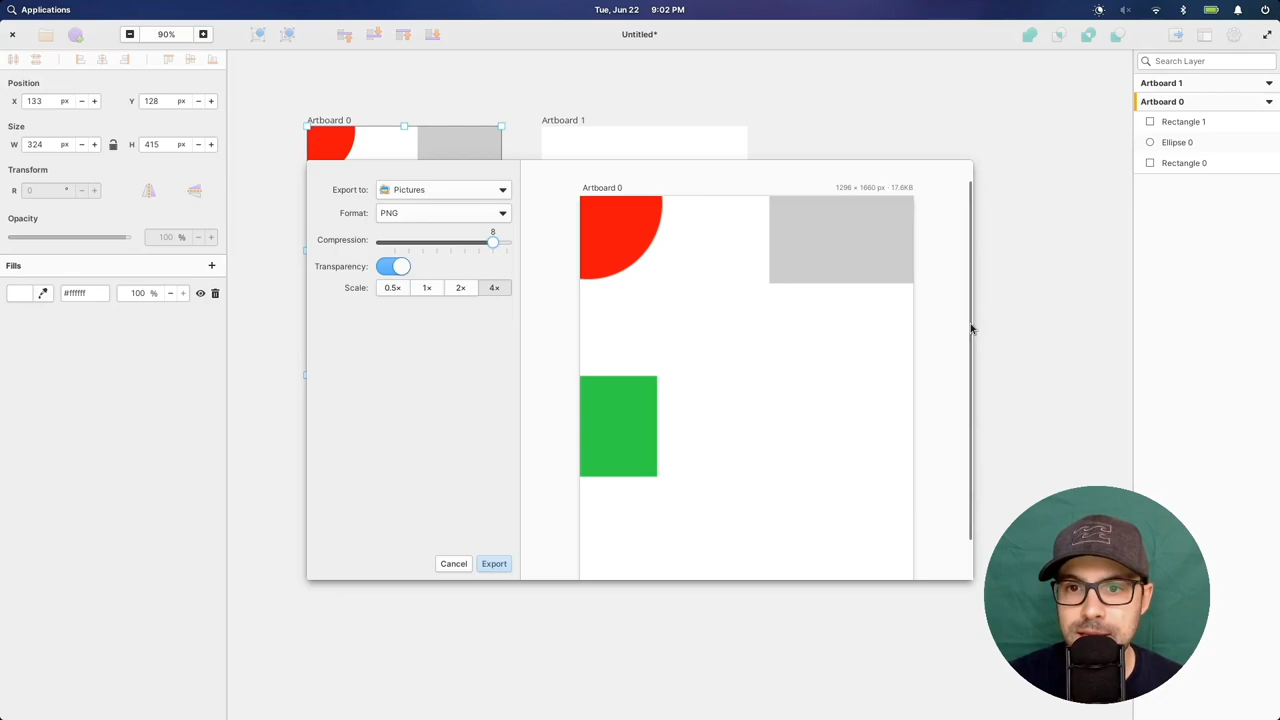 Applications
Tue, Jun 22 9:02 PM
90%
Untitled*
Position
X 133 px
Y 128 px
Size
W 324 px
H 415 px
Transform
R 0 °
Opacity
100 %
Fills
#ffffff 100 %
Artboard 0
Artboard 1
Export to: Pictures
Format: PNG
Compression: 8
Transparency:
Scale: 0.5× 1× 2× 4×
Cancel Export
Artboard 0 1296 × 1660 px · 17.6KB
Search Layer
Artboard 1
Artboard 0
Rectangle 1
Ellipse 0
Rectangle 0